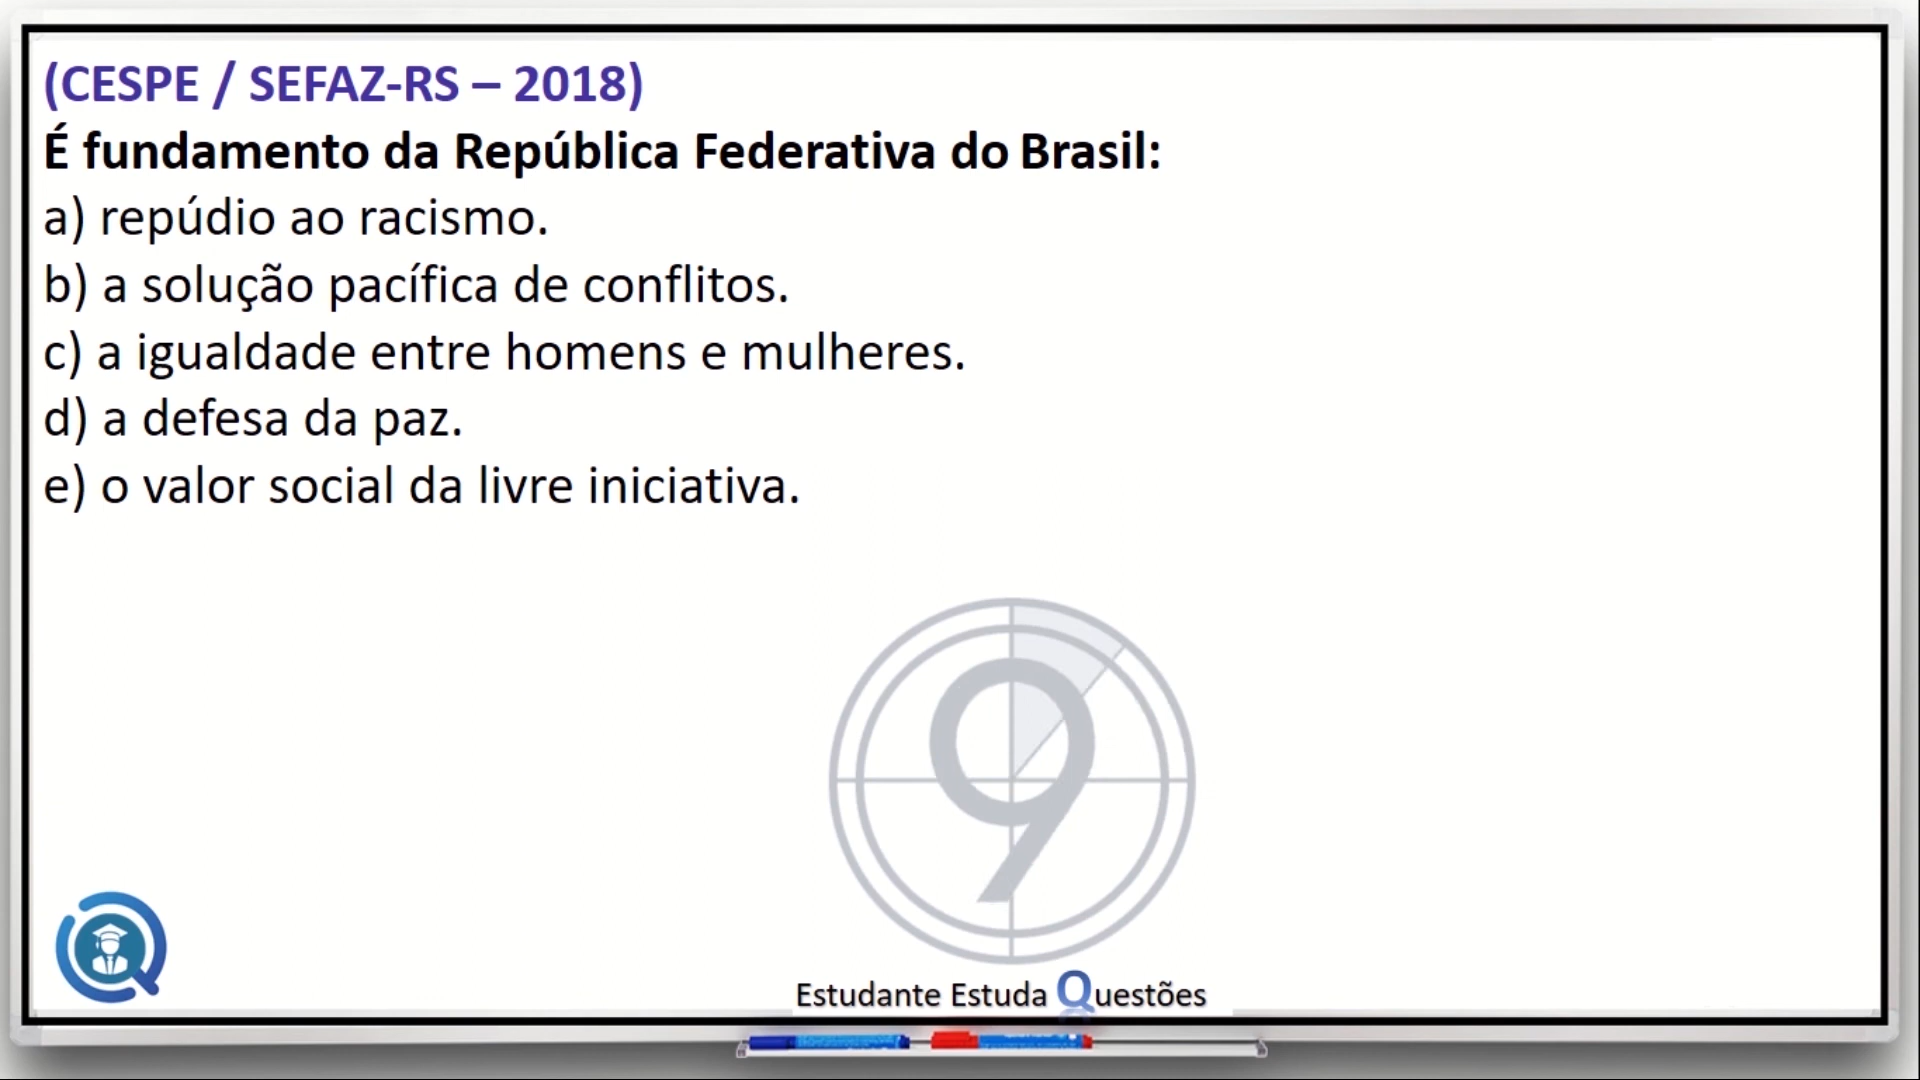 (CESPE / SEFAZ-RS – 2018)
É fundamento da República Federativa do Brasil:
a) repúdio ao racismo.
b) a solução pacífica de conflitos.
c) a igualdade entre homens e mulheres.
d) a defesa da paz.
e) o valor social da livre iniciativa.
9
Estudante Estuda Questões